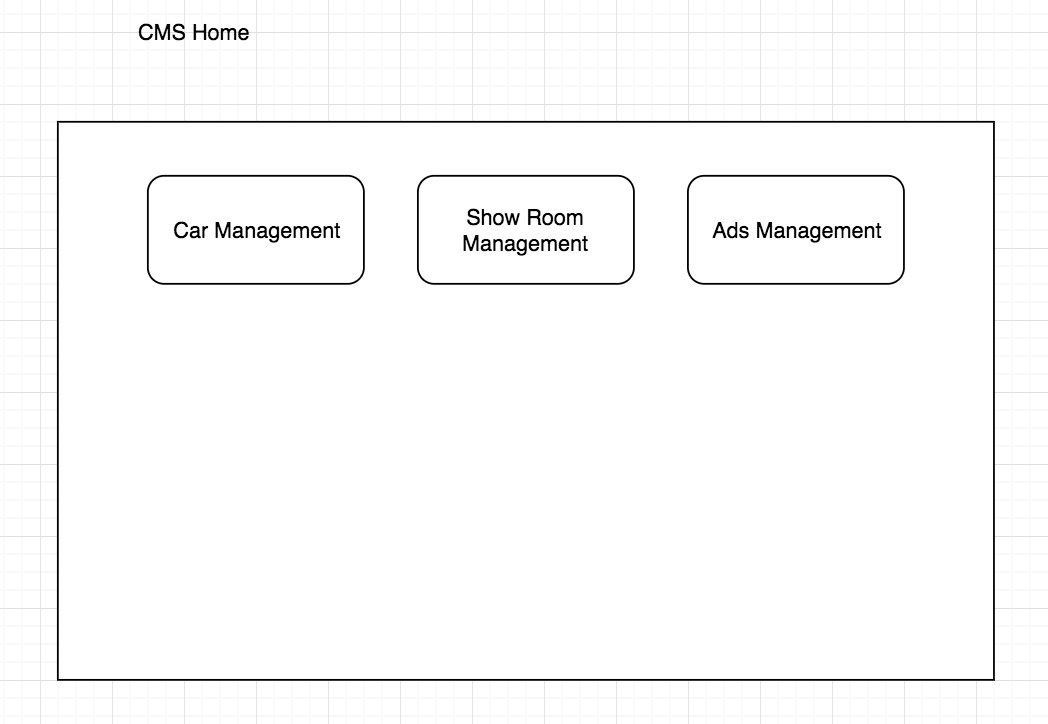 CMS Home
Car Management
Show Room
Management
Ads Management